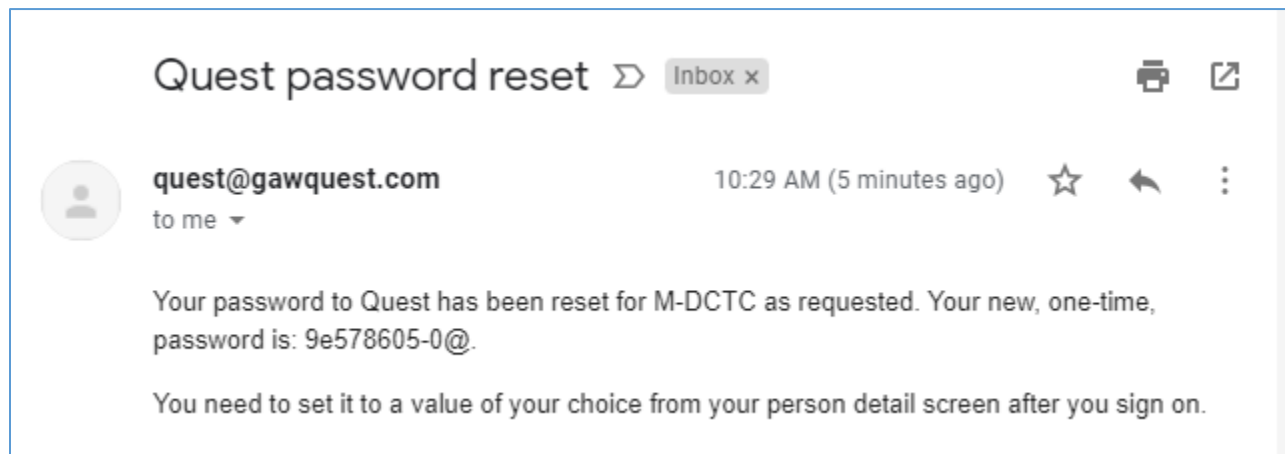 Quest password reset Inbox x
quest@gawquest.com 10:29 AM (5 minutes ago)
to me
Your password to Quest has been reset for M-DCTC as requested. Your new, one-time,
password is: 9e578605-0@.
You need to set it to a value of your choice from your person detail screen after you sign on.